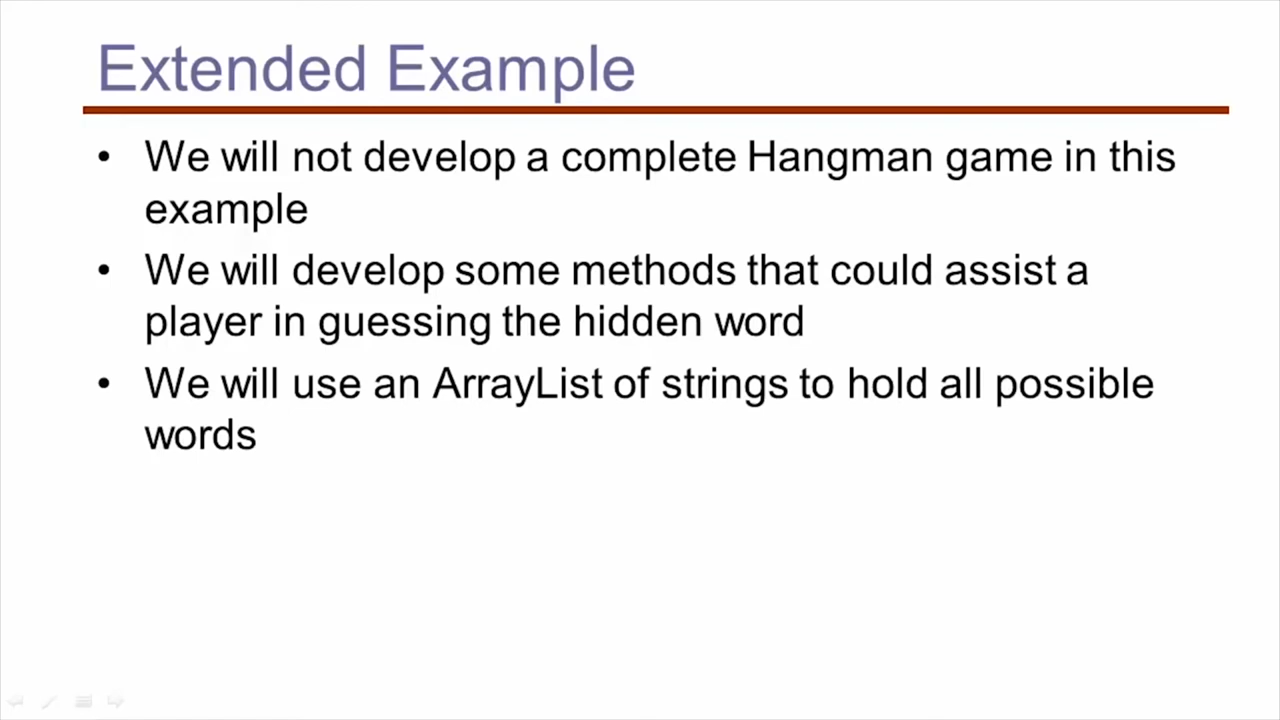 Extended Example
• We will not develop a complete Hangman game in this
example
• We will develop some methods that could assist a
player in guessing the hidden word
• We will use an ArrayList of strings to hold all possible
words